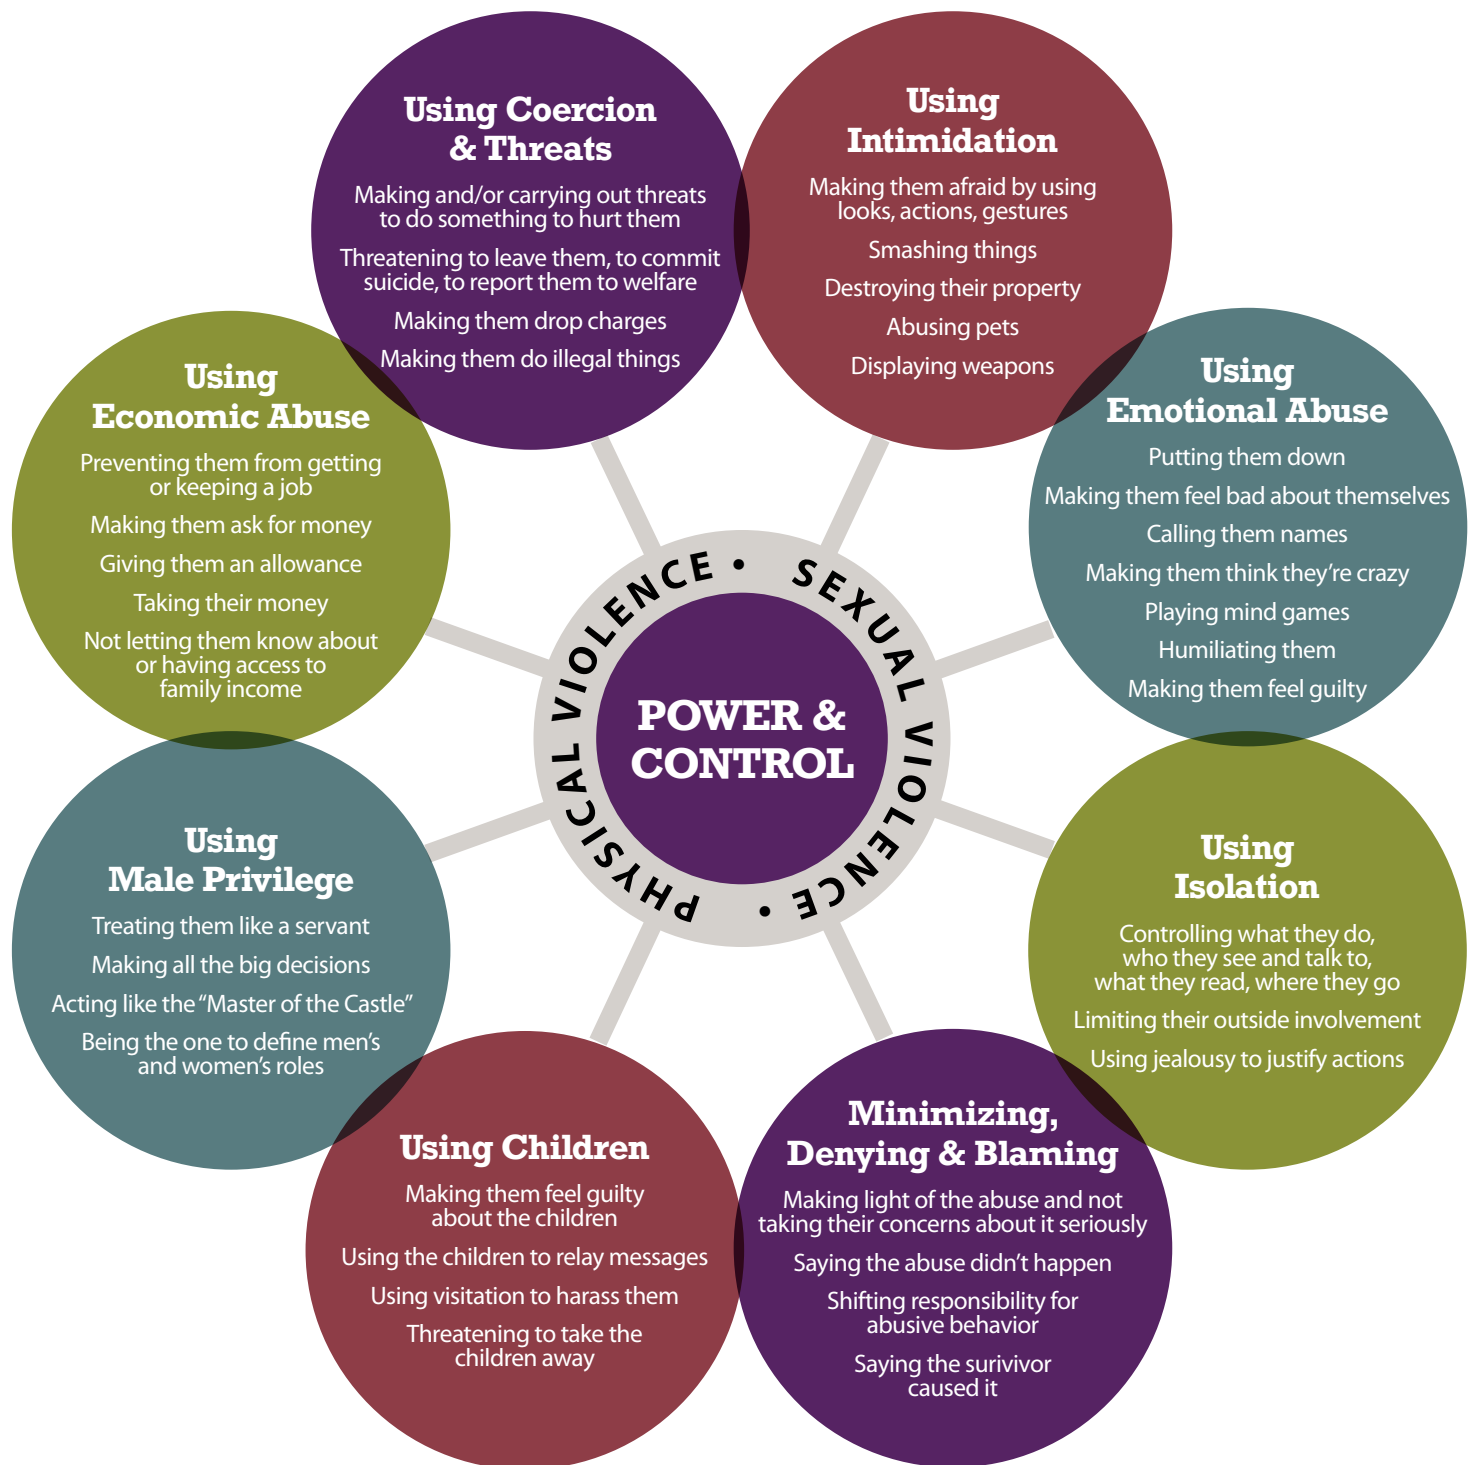 Using Coercion
& Threats
Making and/or carrying out threats
to do something to hurt them
Threatening to leave them, to commit
suicide, to report them to welfare
Making them drop charges
Making them do illegal things
Using
Intimidation
Making them afraid by using
looks, actions, gestures
Smashing things
Destroying their property
Abusing pets
Displaying weapons
Using
Emotional Abuse
Putting them down
Making them feel bad about themselves
Calling them names
Making them think they’re crazy
Playing mind games
Humiliating them
Making them feel guilty
Using
Isolation
Controlling what they do,
who they see and talk to,
what they read, where they go
Limiting their outside involvement
Using jealousy to justify actions
Minimizing,
Denying & Blaming
Making light of the abuse and not
taking their concerns about it seriously
Saying the abuse didn’t happen
Shifting responsibility for
abusive behavior
Saying the surivivor
caused it
Using Children
Making them feel guilty
about the children
Using the children to relay messages
Using visitation to harass them
Threatening to take the
children away
Using
Male Privilege
Treating them like a servant
Making all the big decisions
Acting like the “Master of the Castle”
Being the one to define men’s
and women’s roles
Using
Economic Abuse
Preventing them from getting
or keeping a job
Making them ask for money
Giving them an allowance
Taking their money
Not letting them know about
or having access to
family income
PHYSICAL VIOLENCE • SEXUAL VIOLENCE •
POWER &
CONTROL